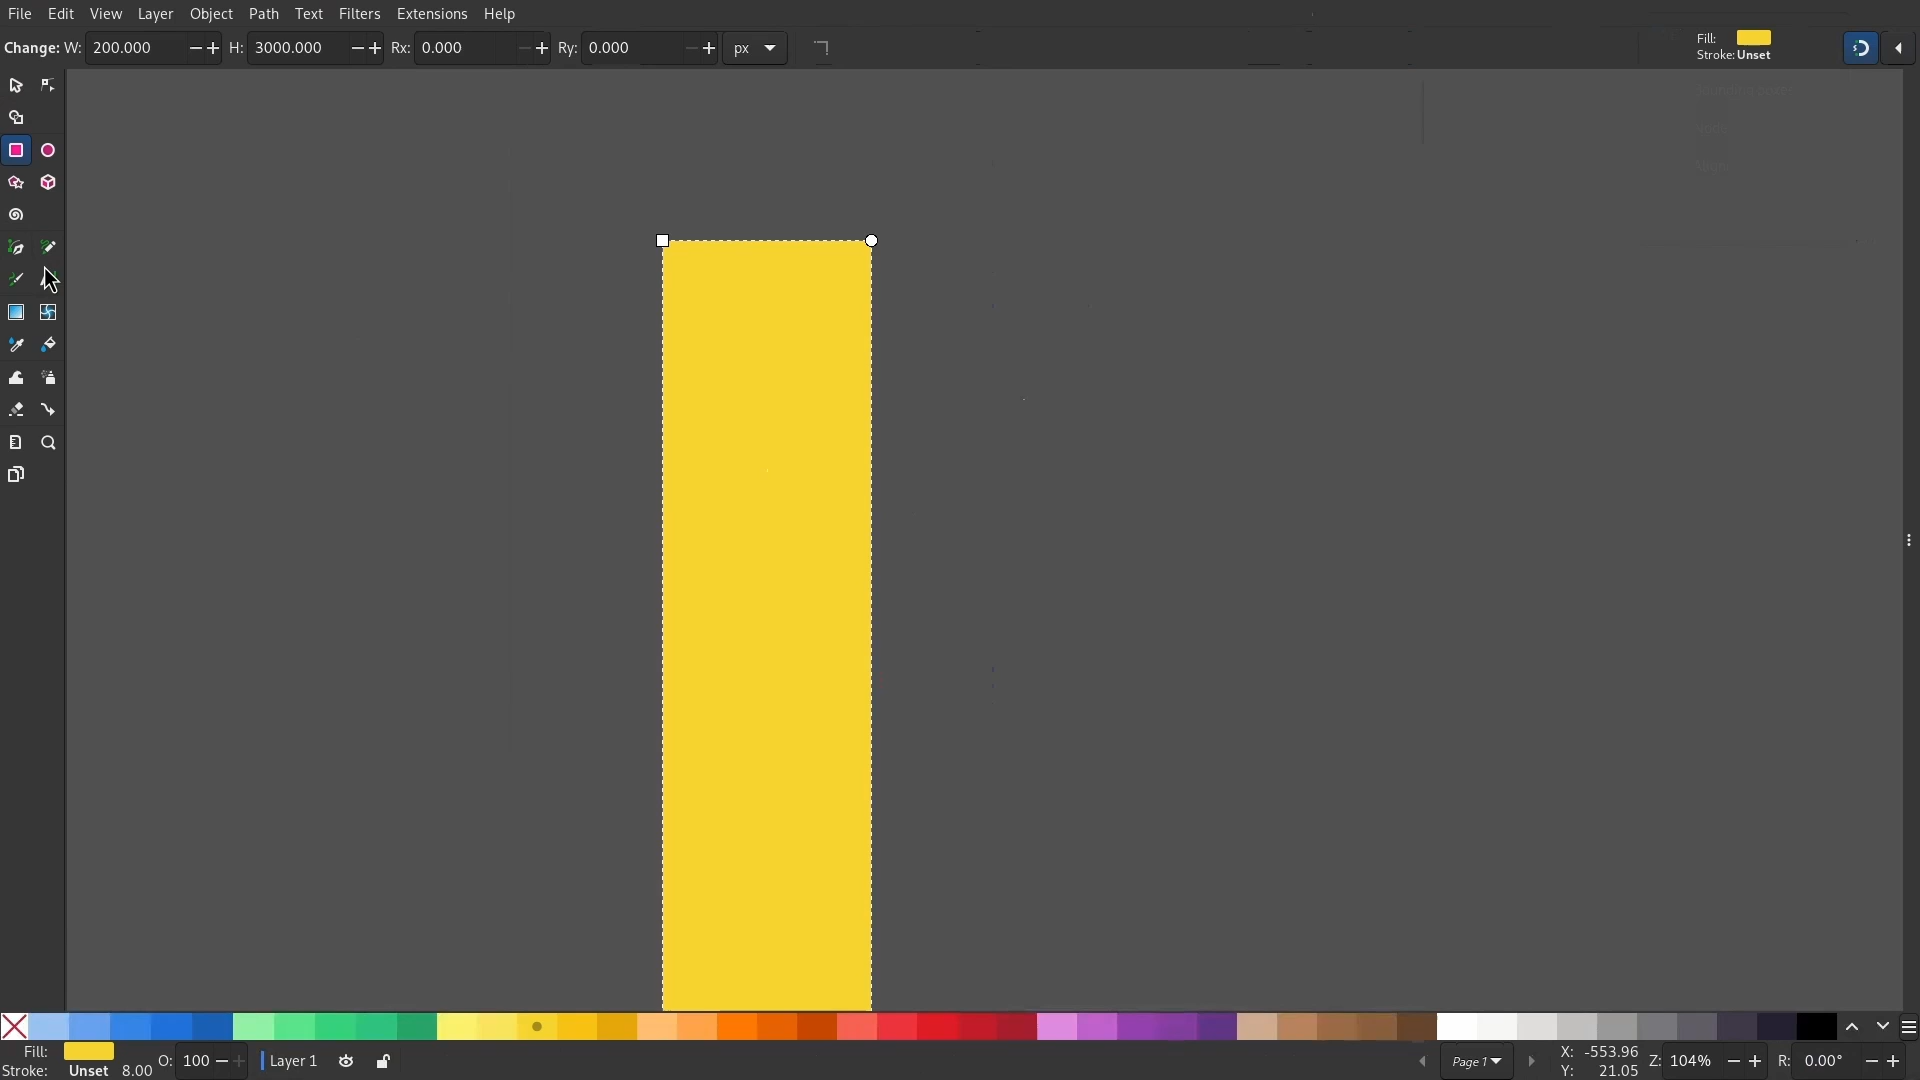 File Edit View Layer Object Path Text Filters Extensions Help
Change: W: 200.000 H: 3000.000 Rx: 0.000 Ry: 0.000 px
Fill:
Stroke: Unset
Fill:
Stroke: Unset 8.00
O: 100
Layer 1
Page 1
X: -553.96
Y: 21.05
Z: 104%
R: 0.00°